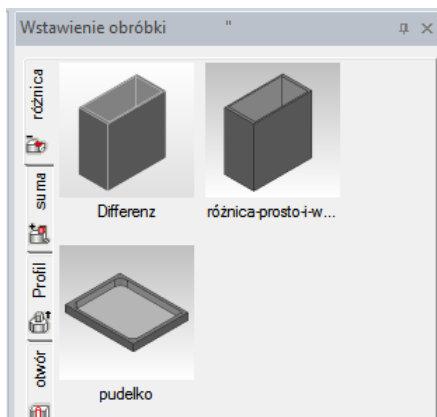 Wstawienie obróbki "
różnica
Differenz
różnica-prosto-i-w...
suma
Profil
pudelko
otwór